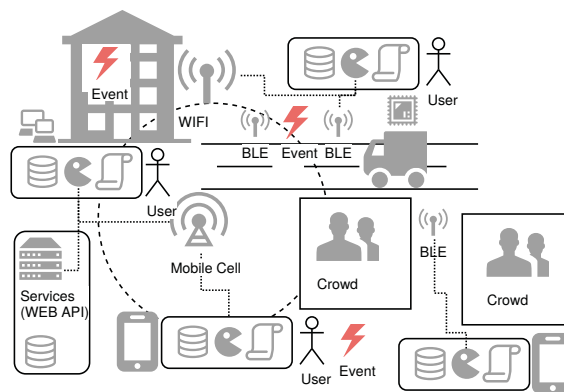 Event
WIFI
User
BLE
Event
BLE
User
Mobile Cell
Services
(WEB API)
Crowd
BLE
Crowd
User
Event